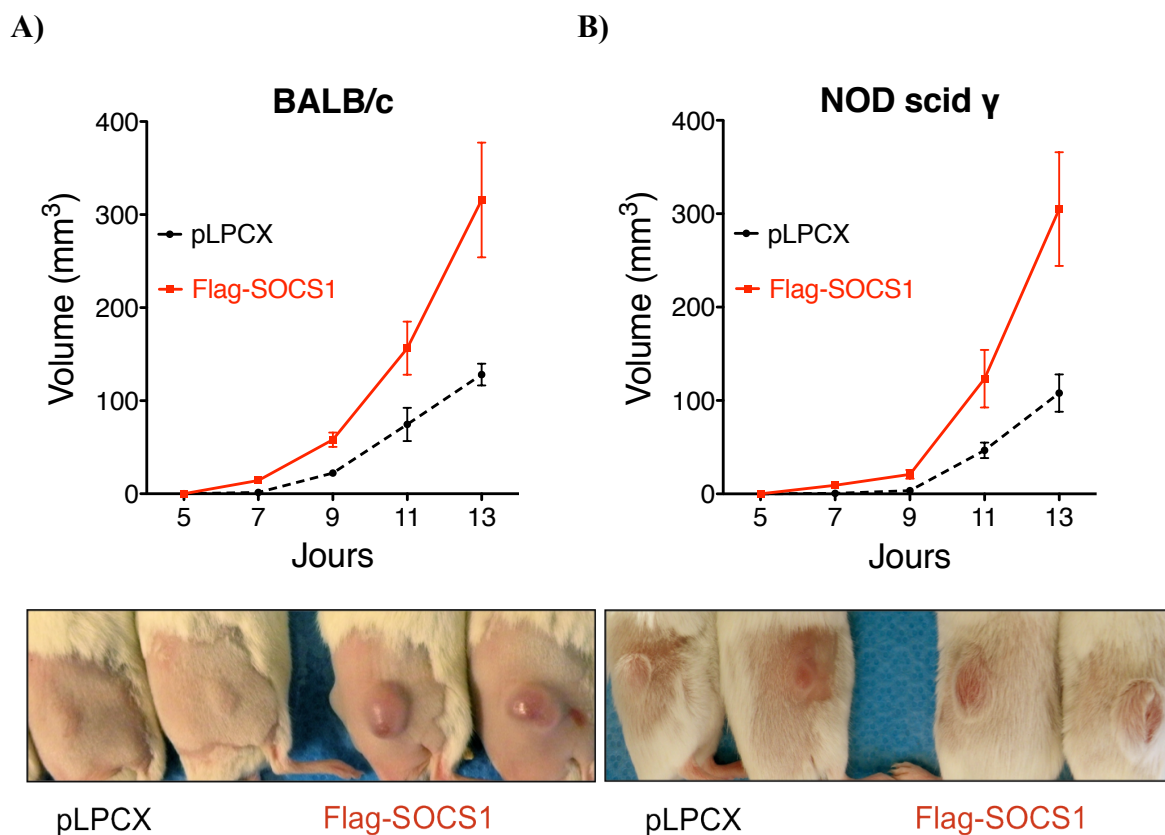 A)
B)
BALB/c
400
300
200
100
0
Volume (mm³)
pLPCX
Flag-SOCS1
5 7 9 11 13
Jours
NOD scid γ
400
300
200
100
0
Volume (mm³)
pLPCX
Flag-SOCS1
5 7 9 11 13
Jours
pLPCX
Flag-SOCS1
pLPCX
Flag-SOCS1